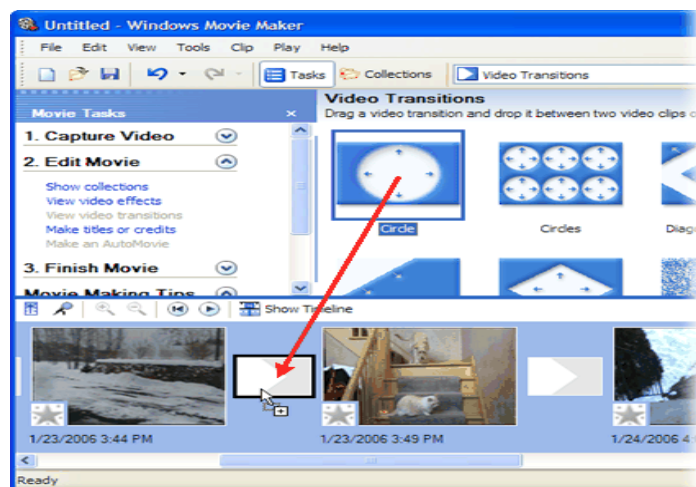 Untitled - Windows Movie Maker
File Edit View Tools Clip Play Help
Tasks Collections Video Transitions
Movie Tasks
Video Transitions
Drag a video transition and drop it between two video clips
1. Capture Video
2. Edit Movie
Show collections
View video effects
View video transitions
Make titles or credits
Make an AutoMovie
3. Finish Movie
Movie Making Tips
Circle
Circles
Show Timeline
1/23/2006 3:44 PM
1/23/2006 3:49 PM
1/24/2006
Ready